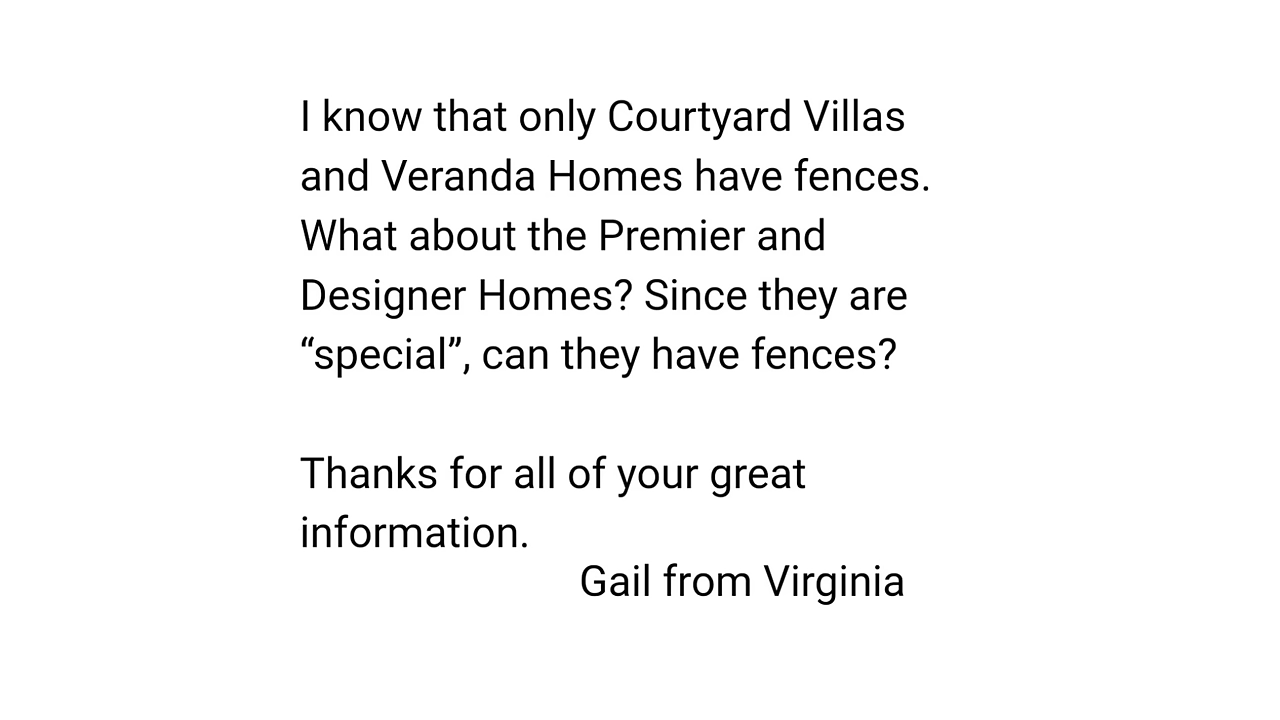 I know that only Courtyard Villas
and Veranda Homes have fences.
What about the Premier and
Designer Homes? Since they are
“special”, can they have fences?
Thanks for all of your great
information.
Gail from Virginia